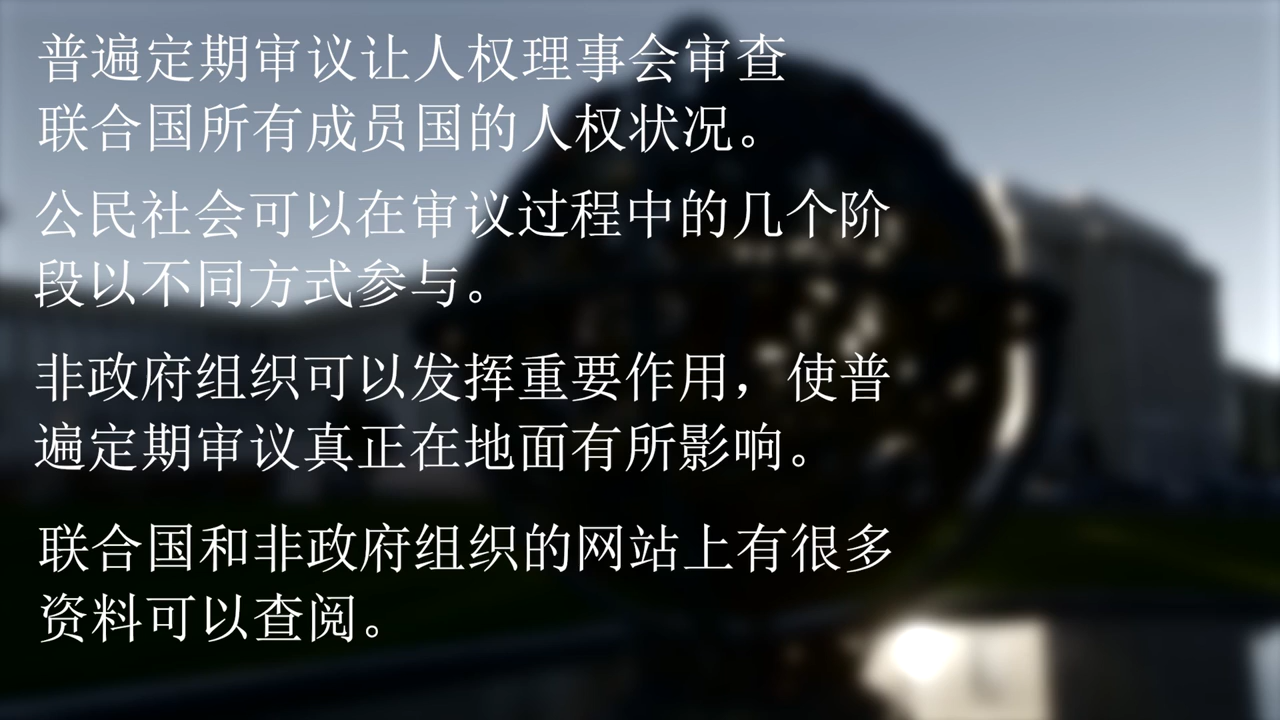 普遍定期审议让人权理事会审查
联合国所有成员国的人权状况。
公民社会可以在审议过程中的几个阶
段以不同方式参与。
非政府组织可以发挥重要作用，使普
遍定期审议真正在地面有所影响。
联合国和非政府组织的网站上有很多
资料可以查阅。